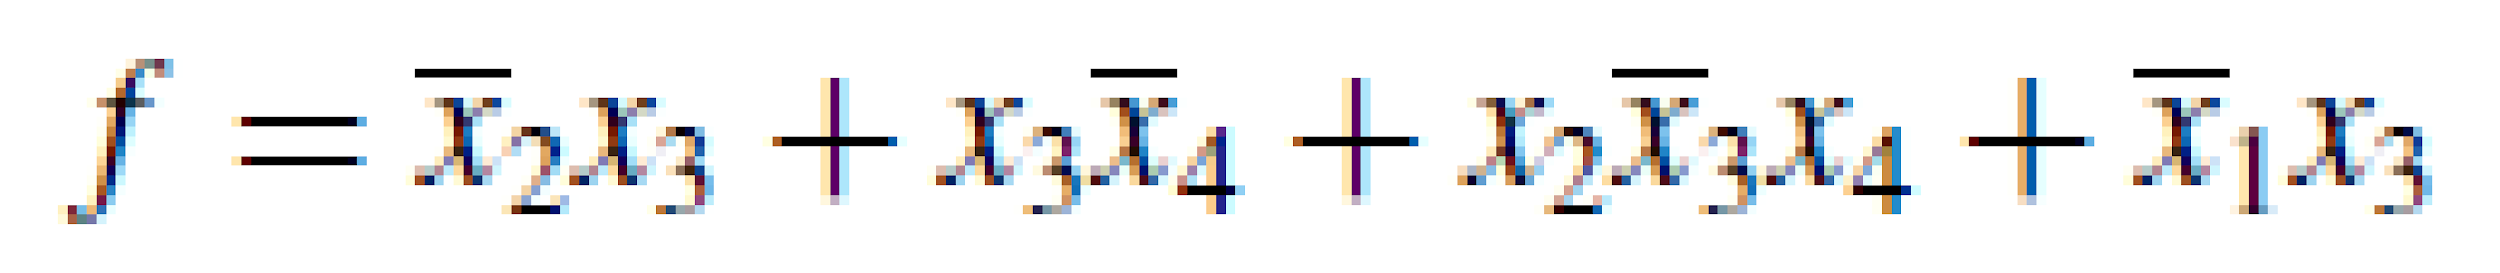 f = x̅₂x₃ + x₃x̅₄ + x₂x̅₃x₄ + x̅₁x₃